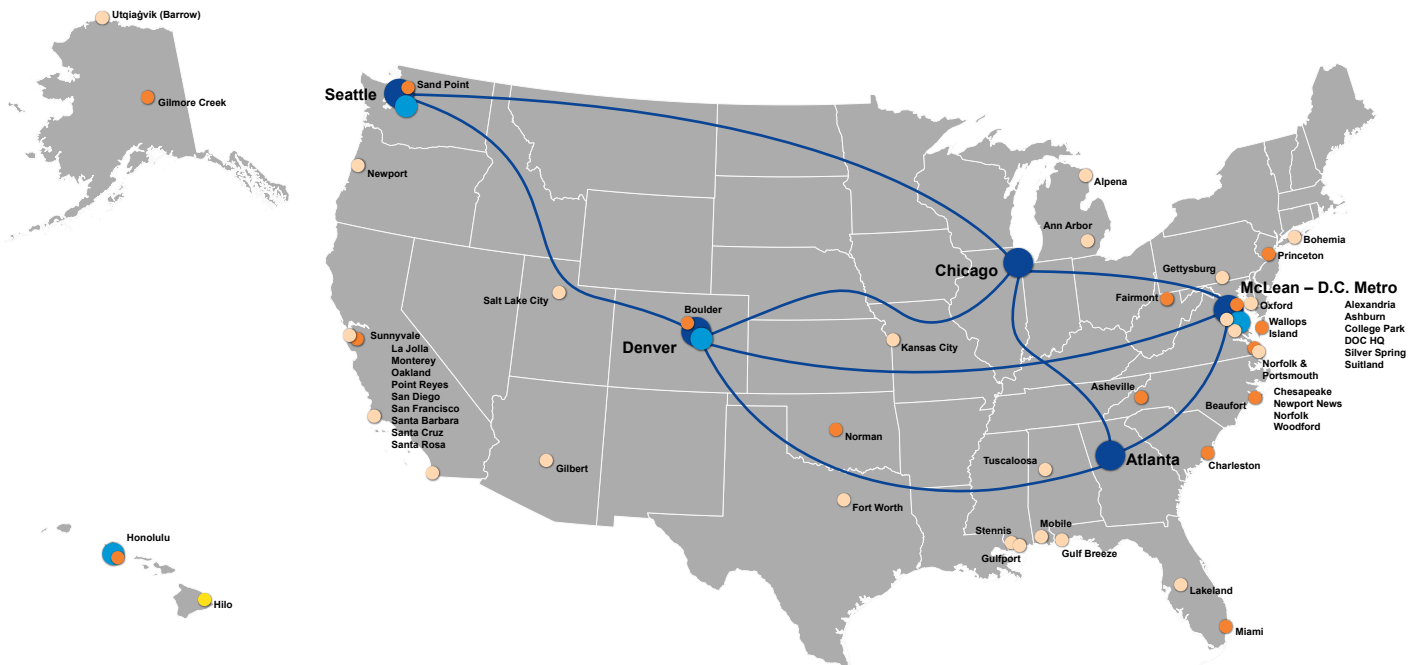 Utqiaġvik (Barrow)
Gilmore Creek
Seattle
Sand Point
Newport
Alpena
Ann Arbor
Bohemia
Princeton
Chicago
Gettysburg
McLean – D.C. Metro
Salt Lake City
Boulder
Fairmont
Oxford
Alexandria
Ashburn
College Park
DOC HQ
Silver Spring
Suitland
Wallops
Island
Sunnyvale
La Jolla
Monterey
Oakland
Point Reyes
San Diego
San Francisco
Santa Barbara
Santa Cruz
Santa Rosa
Denver
Kansas City
Norfolk &
Portsmouth
Asheville
Beaufort
Chesapeake
Newport News
Norfolk
Woodford
Norman
Gilbert
Tuscaloosa
Atlanta
Charleston
Fort Worth
Stennis
Mobile
Gulfport
Gulf Breeze
Honolulu
Hilo
Lakeland
Miami